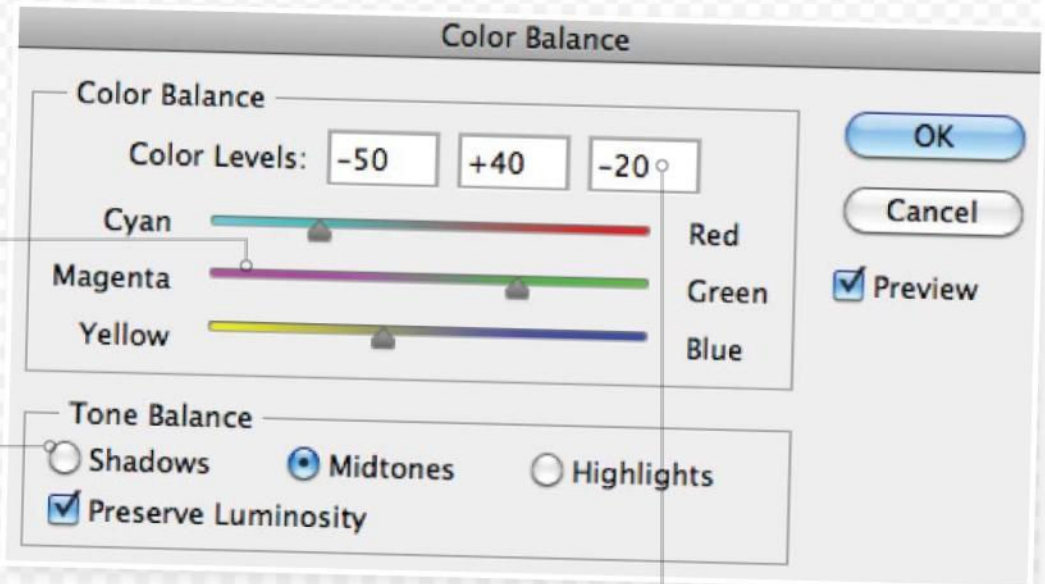 Color Balance
Color Balance
Color Levels: -50 +40 -20
Cyan Red
Magenta Green
Yellow Blue
Tone Balance
Shadows Midtones Highlights
Preserve Luminosity
OK
Cancel
Preview